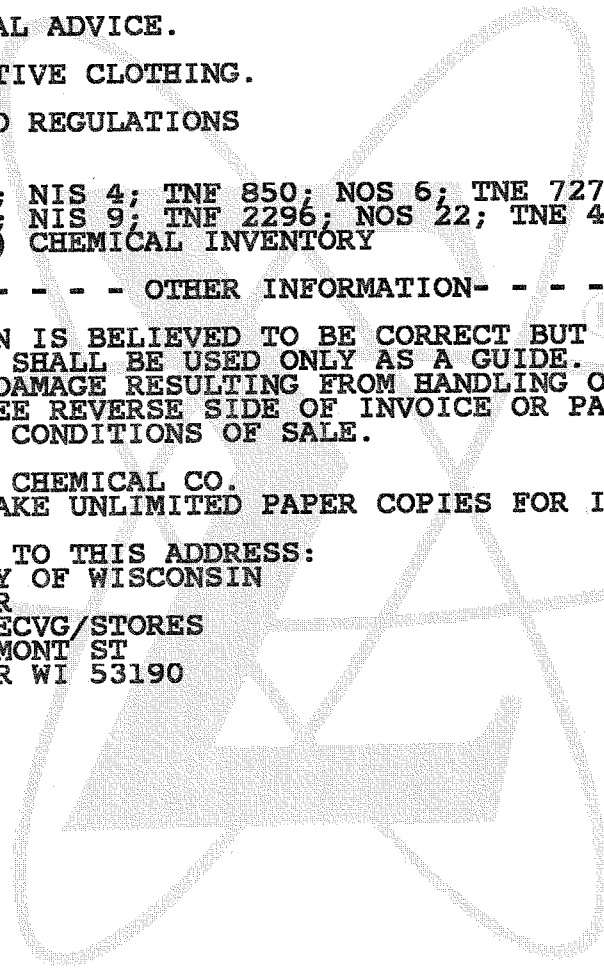 AL ADVICE.
TIVE CLOTHING.
D REGULATIONS
; NIS 4; TNF 850; NOS 6; TNE 727
; NIS 9; TNF 2296; NOS 22; TNE 4
) CHEMICAL INVENTORY
- - - - OTHER INFORMATION- - - -
N IS BELIEVED TO BE CORRECT BUT
SHALL BE USED ONLY AS A GUIDE.
DAMAGE RESULTING FROM HANDLING O
EE REVERSE SIDE OF INVOICE OR PA
CONDITIONS OF SALE.
CHEMICAL CO.
AKE UNLIMITED PAPER COPIES FOR I
TO THIS ADDRESS:
Y OF WISCONSIN
R
ECVG/STORES
MONT ST
R WI 53190